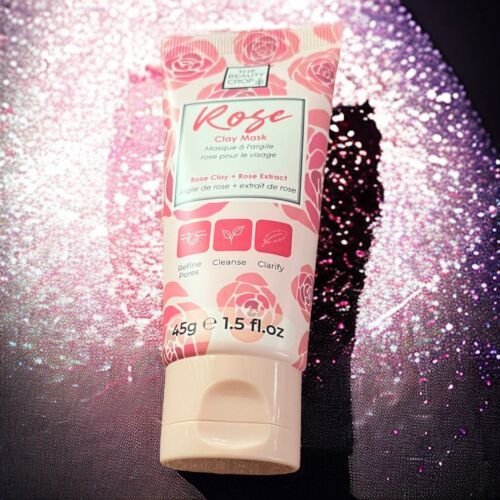 THE
BEAUTY
CROP
Rose
Clay Mask
Masque à l'argile
rose pour le visage
Rose Clay + Rose Extract
Argile de rose + extrait de rose
Refine
Pores
Cleanse
Clarify
45g ℮ 1.5 fl.oz